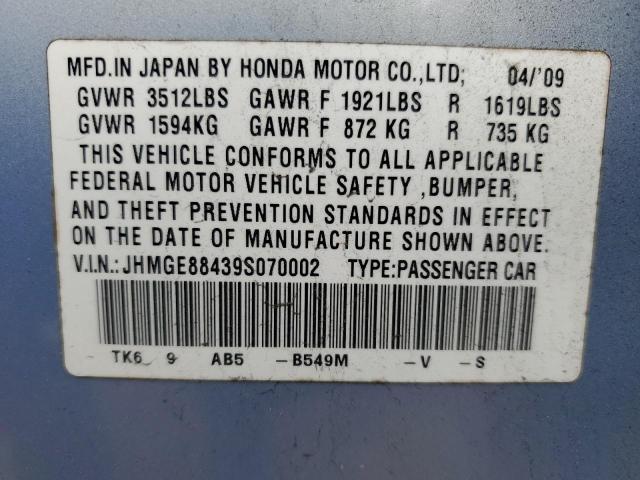 MFD.IN JAPAN BY HONDA MOTOR CO.,LTD; 04/'09
GVWR 3512LBS GAWR F 1921LBS R 1619LBS
GVWR 1594KG GAWR F 872 KG R 735 KG
THIS VEHICLE CONFORMS TO ALL APPLICABLE
FEDERAL MOTOR VEHICLE SAFETY ,BUMPER,
AND THEFT PREVENTION STANDARDS IN EFFECT
ON THE DATE OF MANUFACTURE SHOWN ABOVE.
V.I.N.:JHMGE88439S070002 TYPE:PASSENGER CAR
TK6 9 AB5 -B549M -V -S